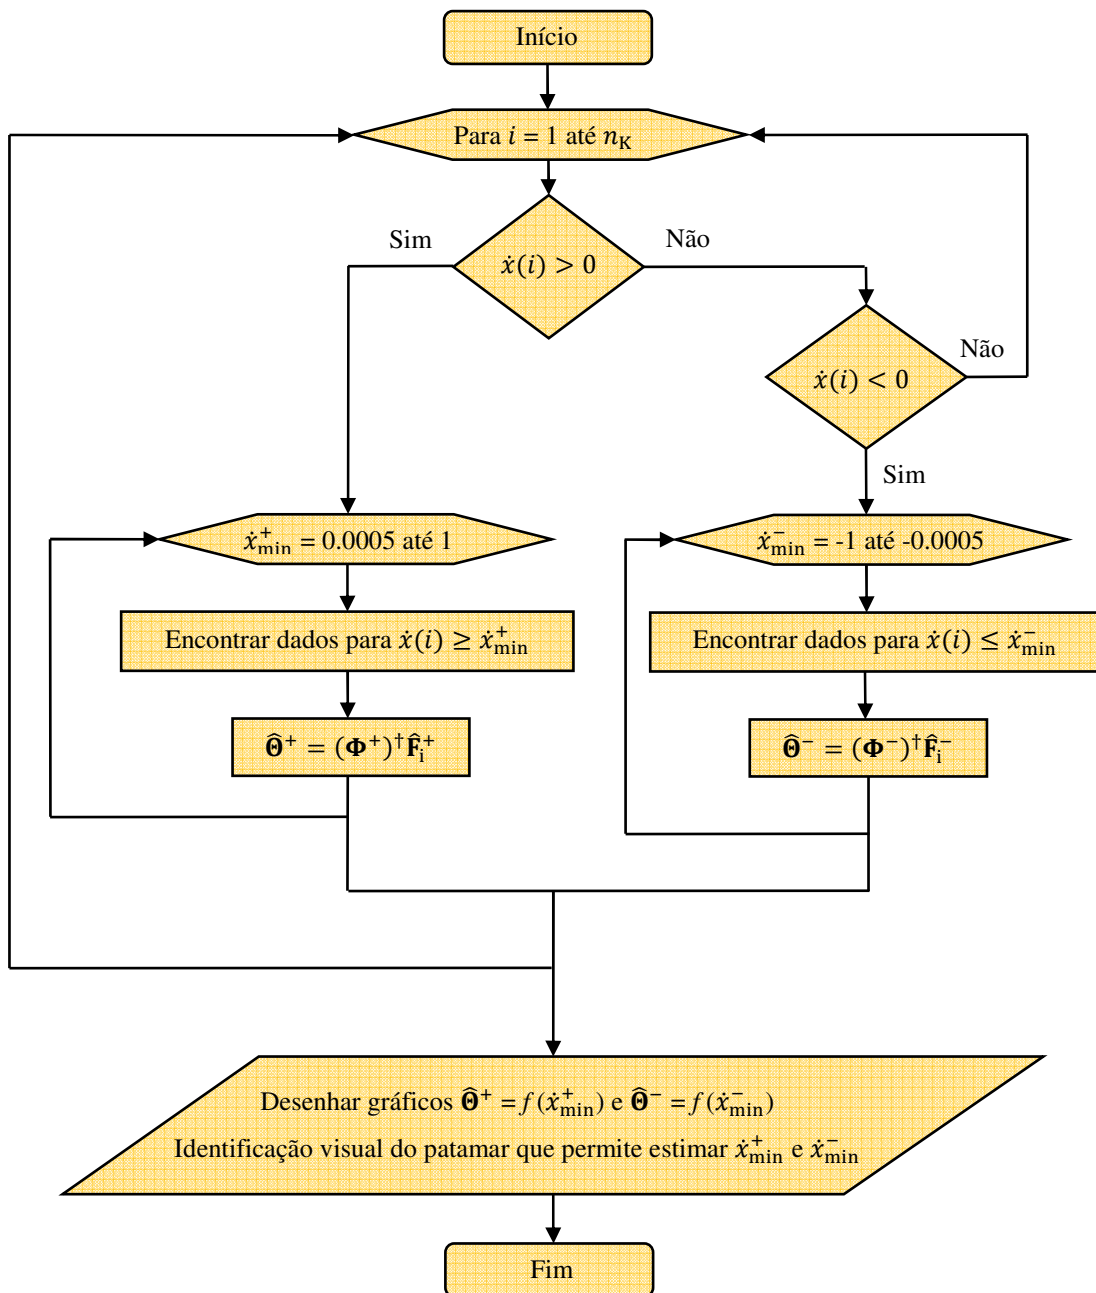 Início
Para i = 1 até n_K
Sim
Não
ẋ(i) > 0
Não
ẋ(i) < 0
Sim
ẋ⁺_min = 0.0005 até 1
ẋ⁻_min = -1 até -0.0005
Encontrar dados para ẋ(i) ≥ ẋ⁺_min
Encontrar dados para ẋ(i) ≤ ẋ⁻_min
Θ̂⁺ = (Φ⁺)†F̂ᵢ⁺
Θ̂⁻ = (Φ⁻)†F̂ᵢ⁻
Desenhar gráficos Θ̂⁺ = f(ẋ⁺_min) e Θ̂⁻ = f(ẋ⁻_min)
Identificação visual do patamar que permite estimar ẋ⁺_min e ẋ⁻_min
Fim